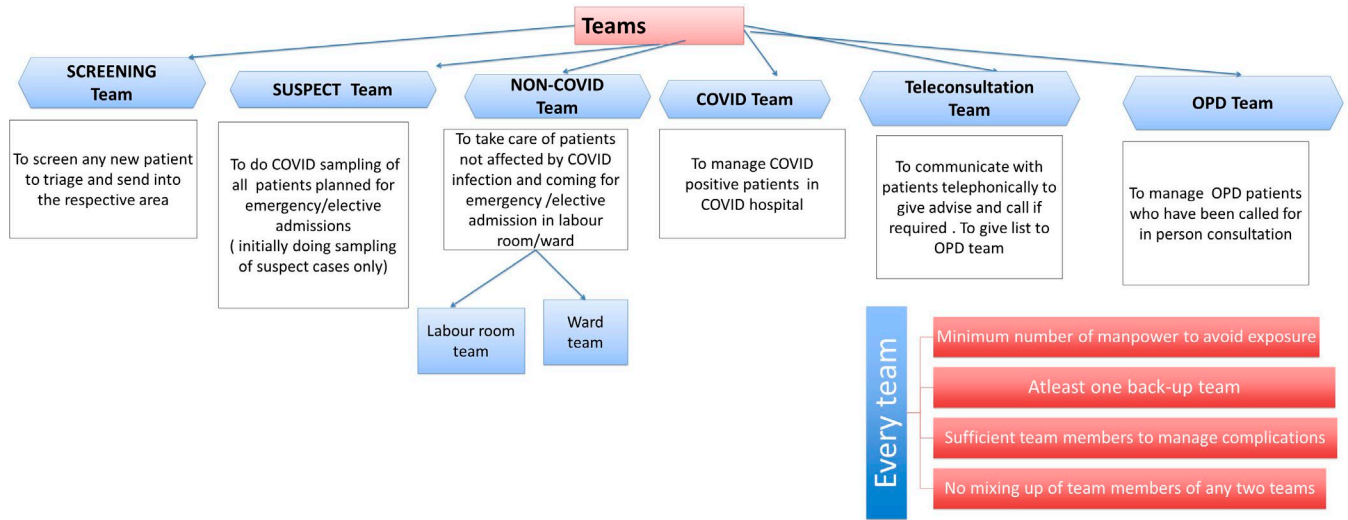 Teams
SCREENING
Team
To screen any new patient
to triage and send into
the respective area
SUSPECT Team
To do COVID sampling of
all patients planned for
emergency/elective
admissions
( initially doing sampling
of suspect cases only)
NON-COVID
Team
To take care of patients
not affected by COVID
infection and coming for
emergency /elective
admission in labour
room/ward
Labour room
team
Ward
team
COVID Team
To manage COVID
positive patients in
COVID hospital
Teleconsultation
Team
To communicate with
patients telephonically to
give advise and call if
required . To give list to
OPD team
OPD Team
To manage OPD patients
who have been called for
in person consultation
Every team
Minimum number of manpower to avoid exposure
Atleast one back-up team
Sufficient team members to manage complications
No mixing up of team members of any two teams